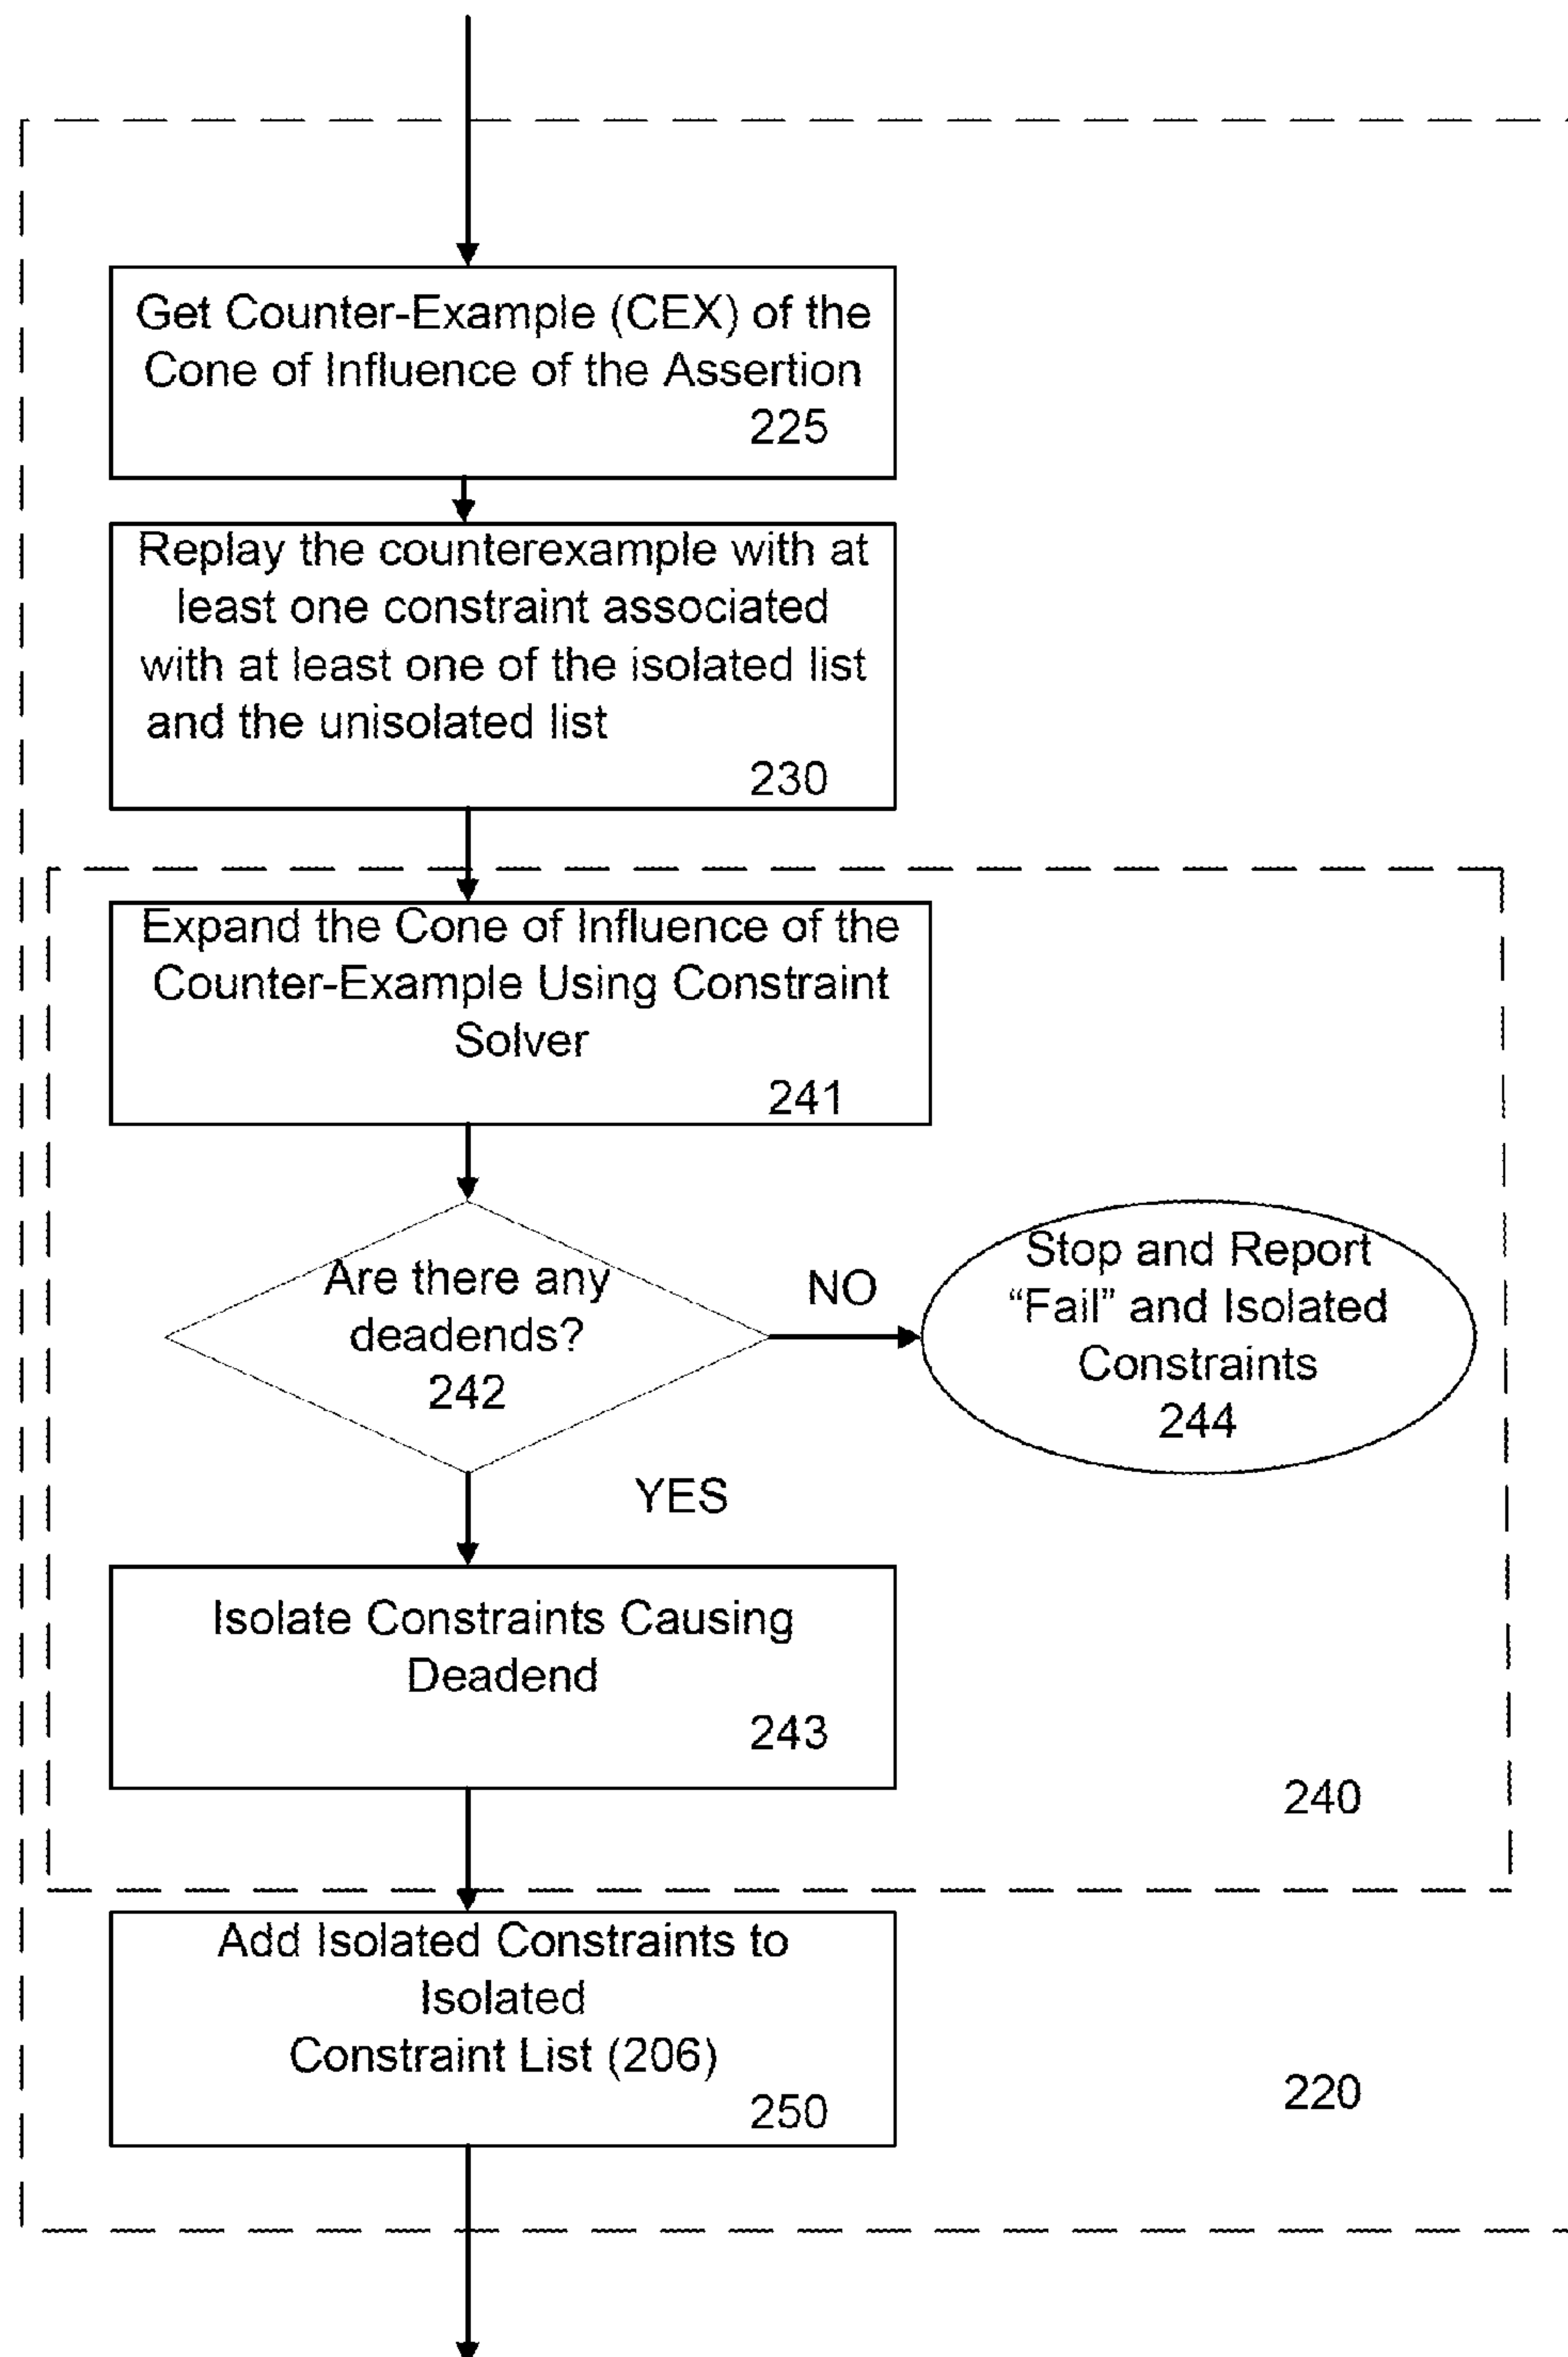 Get Counter-Example (CEX) of the
Cone of Influence of the Assertion
225
Replay the counterexample with at
least one constraint associated
with at least one of the isolated list
and the unisolated list
230
Expand the Cone of Influence of the
Counter-Example Using Constraint
Solver
241
Are there any
deadends?
242
NO
Stop and Report
“Fail” and Isolated
Constraints
244
YES
Isolate Constraints Causing
Deadend
243
240
Add Isolated Constraints to
Isolated
Constraint List (206)
250
220